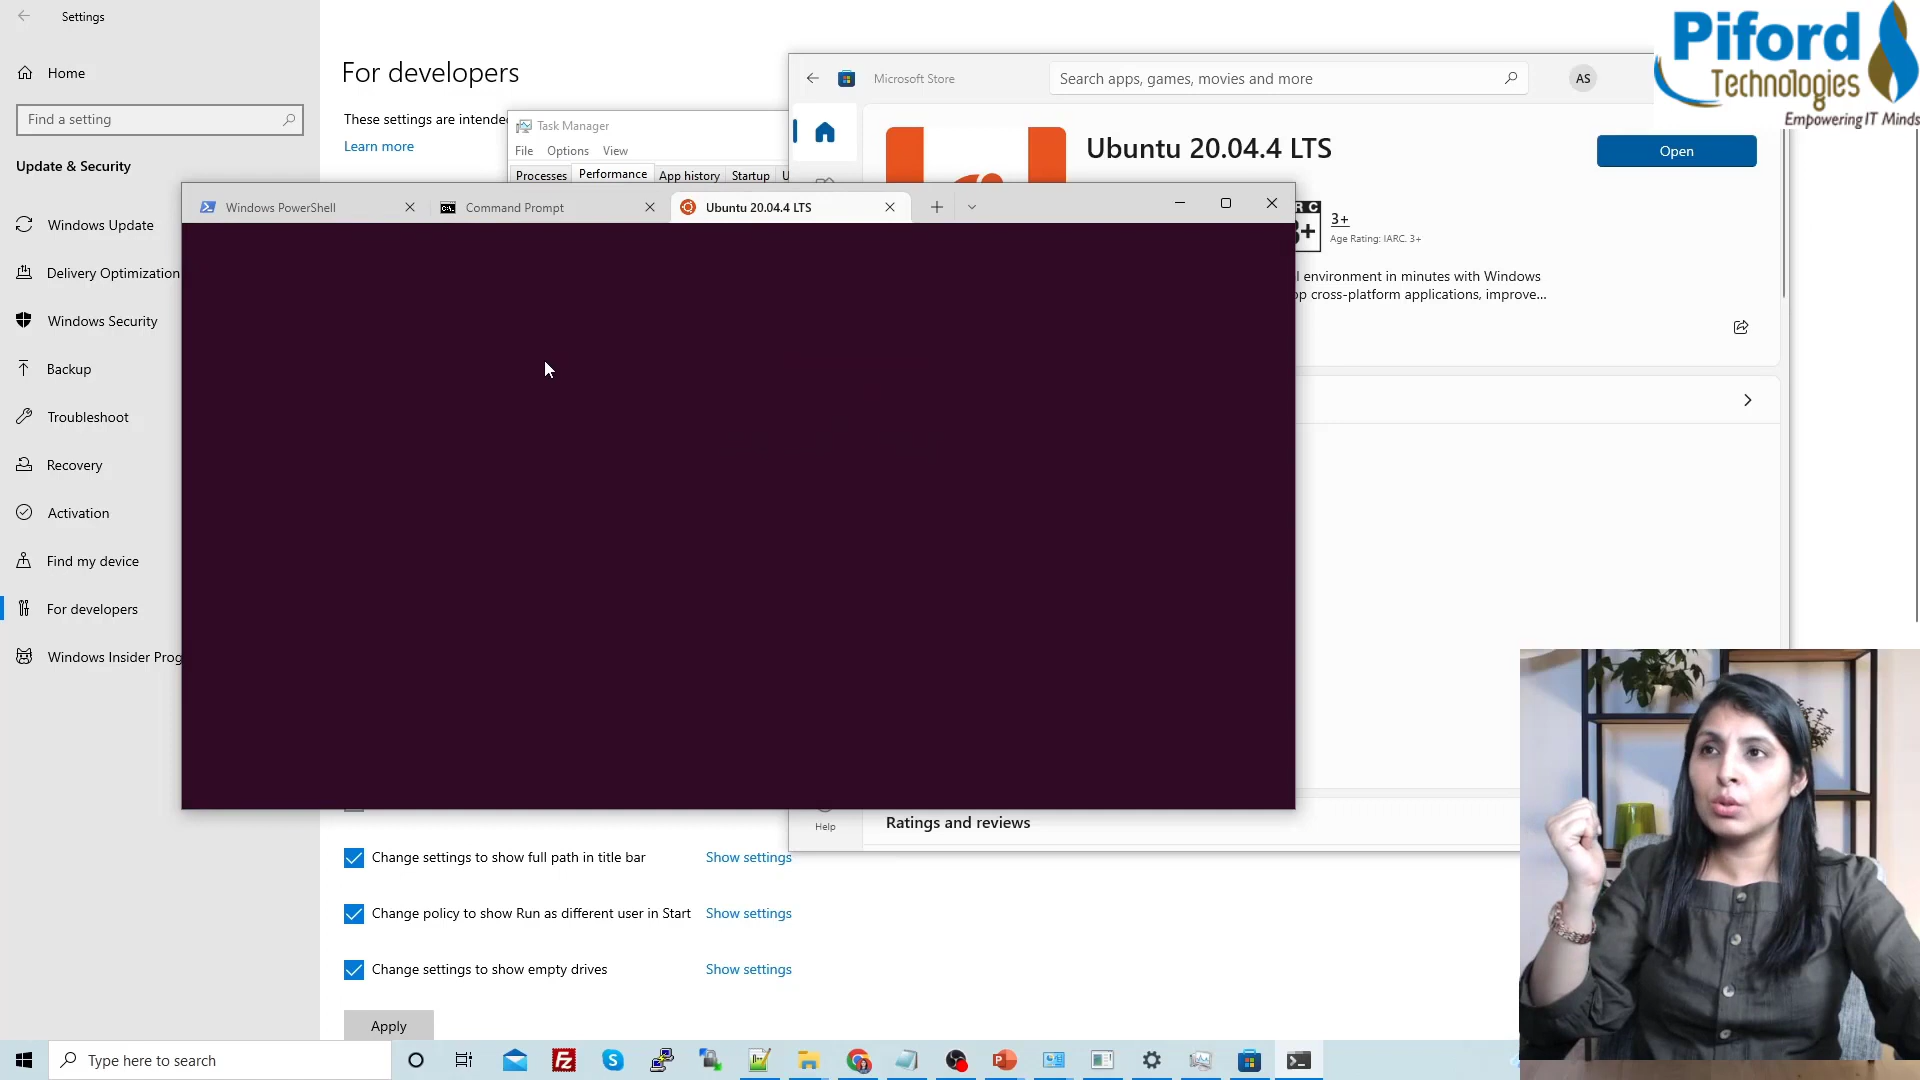 Settings
Home
Find a setting
Update & Security
Windows Update
Delivery Optimization
Windows Security
Backup
Troubleshoot
Recovery
Activation
Find my device
For developers
Windows Insider Prog
For developers
These settings are intende
Learn more
Task Manager
File Options View
Processes Performance App history Startup U
Microsoft Store
Search apps, games, movies and more
AS
Ubuntu 20.04.4 LTS
Open
Piford
Technologies
Empowering IT Minds
Windows PowerShell
Command Prompt
Ubuntu 20.04.4 LTS
RC
3+
3+
Age Rating: IARC. 3+
l environment in minutes with Windows
op cross-platform applications, improve...
Help
Ratings and reviews
Change settings to show full path in title bar Show settings
Change policy to show Run as different user in Start Show settings
Change settings to show empty drives Show settings
Apply
Type here to search